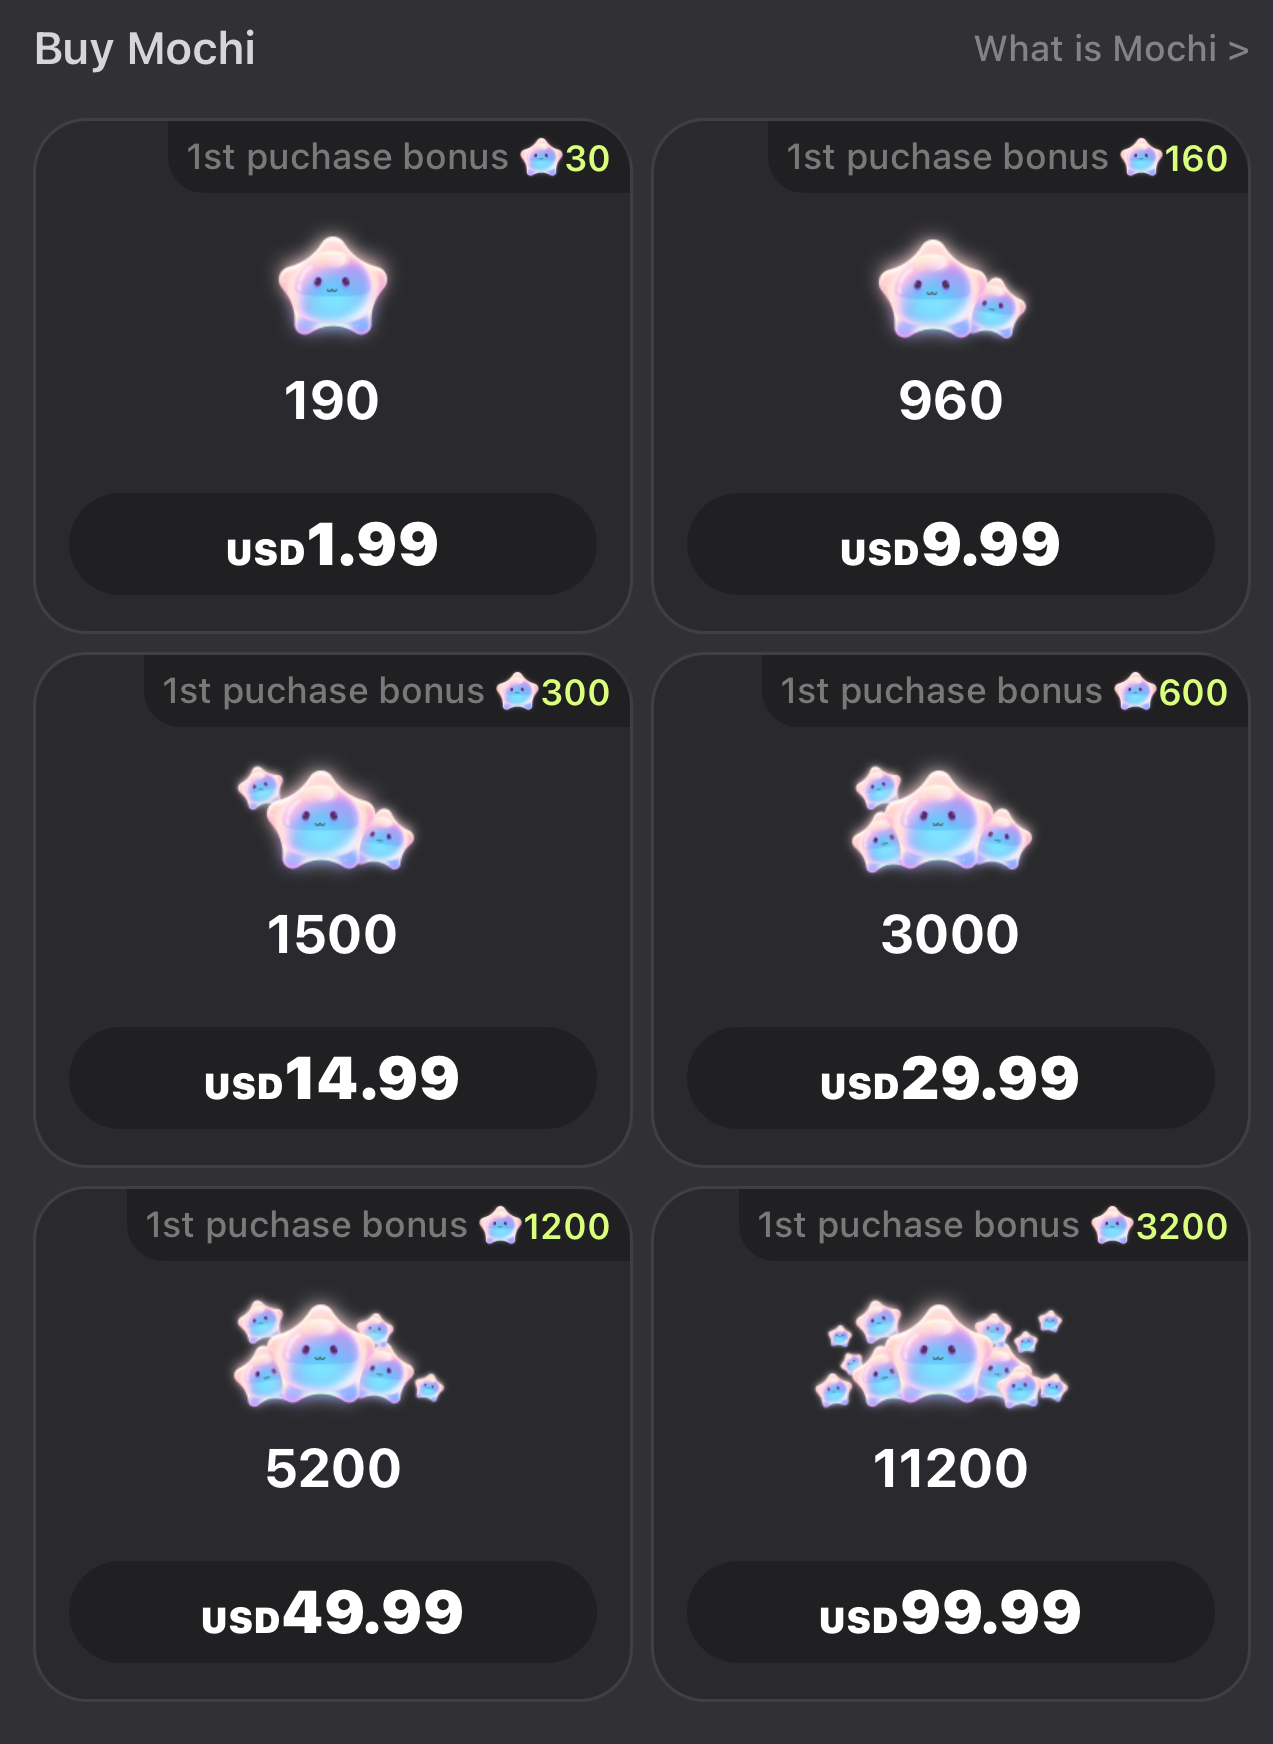 Buy Mochi
What is Mochi >
1st puchase bonus 30
190
USD1.99
1st puchase bonus 160
960
USD9.99
1st puchase bonus 300
1500
USD14.99
1st puchase bonus 600
3000
USD29.99
1st puchase bonus 1200
5200
USD49.99
1st puchase bonus 3200
11200
USD99.99